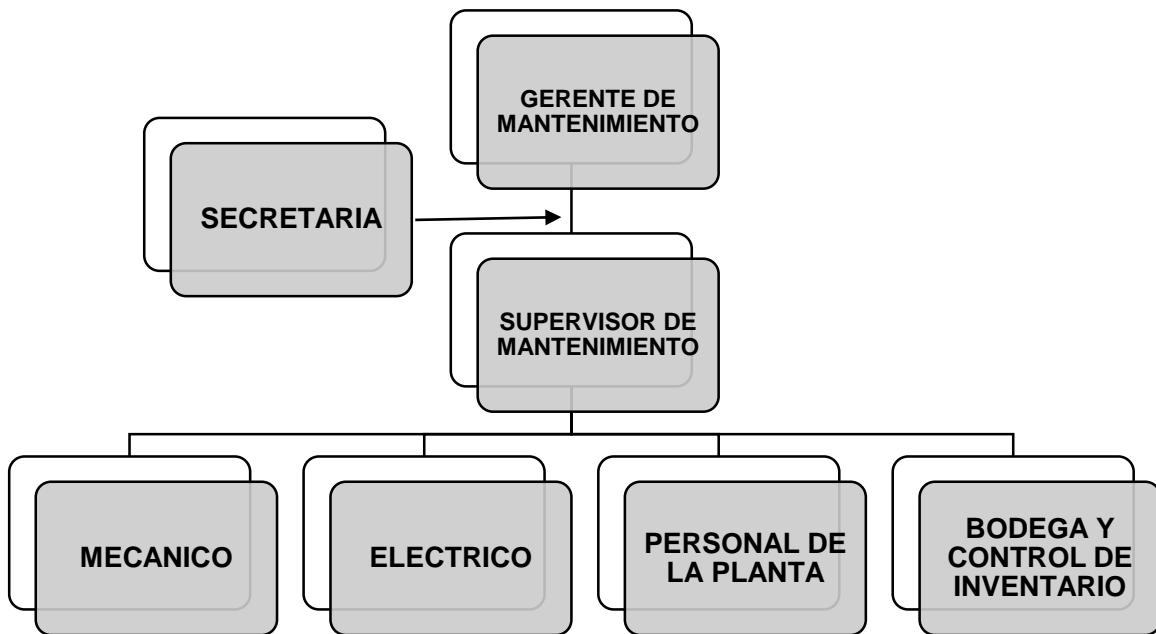 GERENTE DE
MANTENIMIENTO
SECRETARIA
SUPERVISOR DE
MANTENIMIENTO
MECANICO
ELECTRICO
PERSONAL DE
LA PLANTA
BODEGA Y
CONTROL DE
INVENTARIO